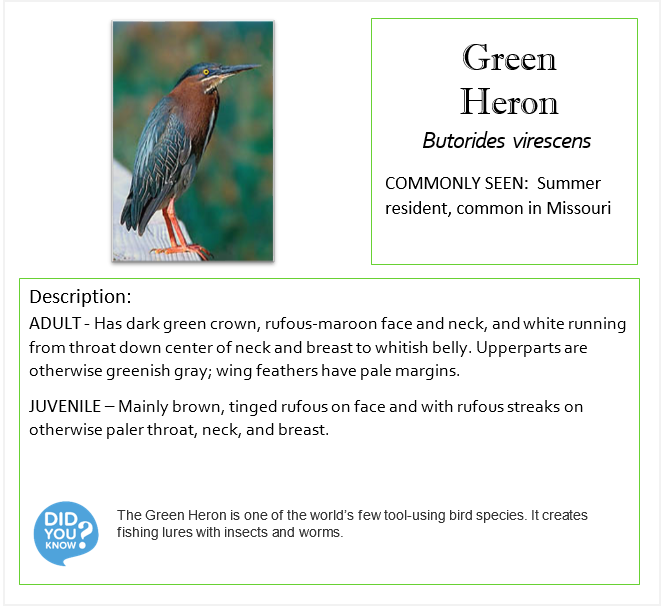 Green
Heron
Butorides virescens
COMMONLY SEEN: Summer
resident, common in Missouri
Description:
ADULT - Has dark green crown, rufous-maroon face and neck, and white running
from throat down center of neck and breast to whitish belly. Upperparts are
otherwise greenish gray; wing feathers have pale margins.
JUVENILE – Mainly brown, tinged rufous on face and with rufous streaks on
otherwise paler throat, neck, and breast.
DID
YOU
KNOW?
The Green Heron is one of the world's few tool-using bird species. It creates
fishing lures with insects and worms.